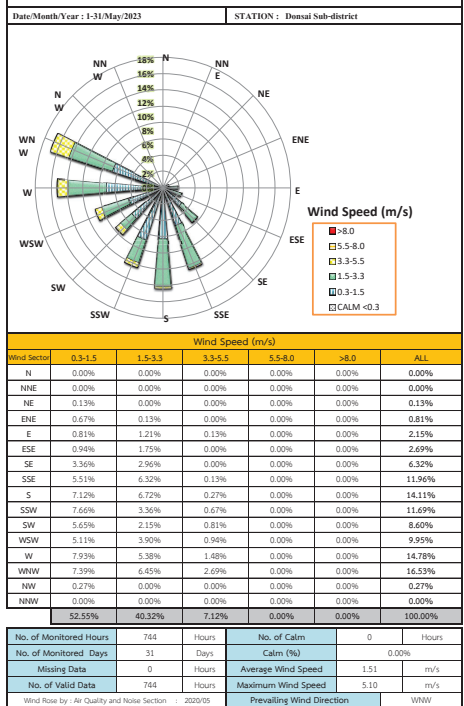 Date/Month/Year : 1-31/May/2023 STATION : Donsai Sub-district
18%
16%
14%
12%
10%
8%
6%
4%
2%
0%
N
NN
E
NE
ENE
E
ESE
SE
SSE
S
SSW
SW
WSW
W
WN
W
N
W
NN
W
Wind Speed (m/s)
>8.0
5.5-8.0
3.3-5.5
1.5-3.3
0.3-1.5
CALM <0.3
Wind Speed (m/s)
Wind Sector 0.3-1.5 1.5-3.3 3.3-5.5 5.5-8.0 >8.0 ALL
N 0.00% 0.00% 0.00% 0.00% 0.00% 0.00%
NNE 0.00% 0.00% 0.00% 0.00% 0.00% 0.00%
NE 0.13% 0.00% 0.00% 0.00% 0.00% 0.13%
ENE 0.67% 0.13% 0.00% 0.00% 0.00% 0.81%
E 0.81% 1.21% 0.13% 0.00% 0.00% 2.15%
ESE 0.94% 1.75% 0.00% 0.00% 0.00% 2.69%
SE 3.36% 2.96% 0.00% 0.00% 0.00% 6.32%
SSE 5.51% 6.32% 0.13% 0.00% 0.00% 11.96%
S 7.12% 6.72% 0.27% 0.00% 0.00% 14.11%
SSW 7.66% 3.36% 0.67% 0.00% 0.00% 11.69%
SW 5.65% 2.15% 0.81% 0.00% 0.00% 8.60%
WSW 5.11% 3.90% 0.94% 0.00% 0.00% 9.95%
W 7.93% 5.38% 1.48% 0.00% 0.00% 14.78%
WNW 7.39% 6.45% 2.69% 0.00% 0.00% 16.53%
NW 0.27% 0.00% 0.00% 0.00% 0.00% 0.27%
NNW 0.00% 0.00% 0.00% 0.00% 0.00% 0.00%
52.55% 40.32% 7.12% 0.00% 0.00% 100.00%
No. of Monitored Hours 744 Hours No. of Calm 0 Hours
No. of Monitored Days 31 Days Calm (%) 0.00%
Missing Data 0 Hours Average Wind Speed 1.51 m/s
No. of Valid Data 744 Hours Maximum Wind Speed 5.10 m/s
Wind Rose by : Air Quality and Noise Section : 2020/05 Prevailing Wind Direction WNW